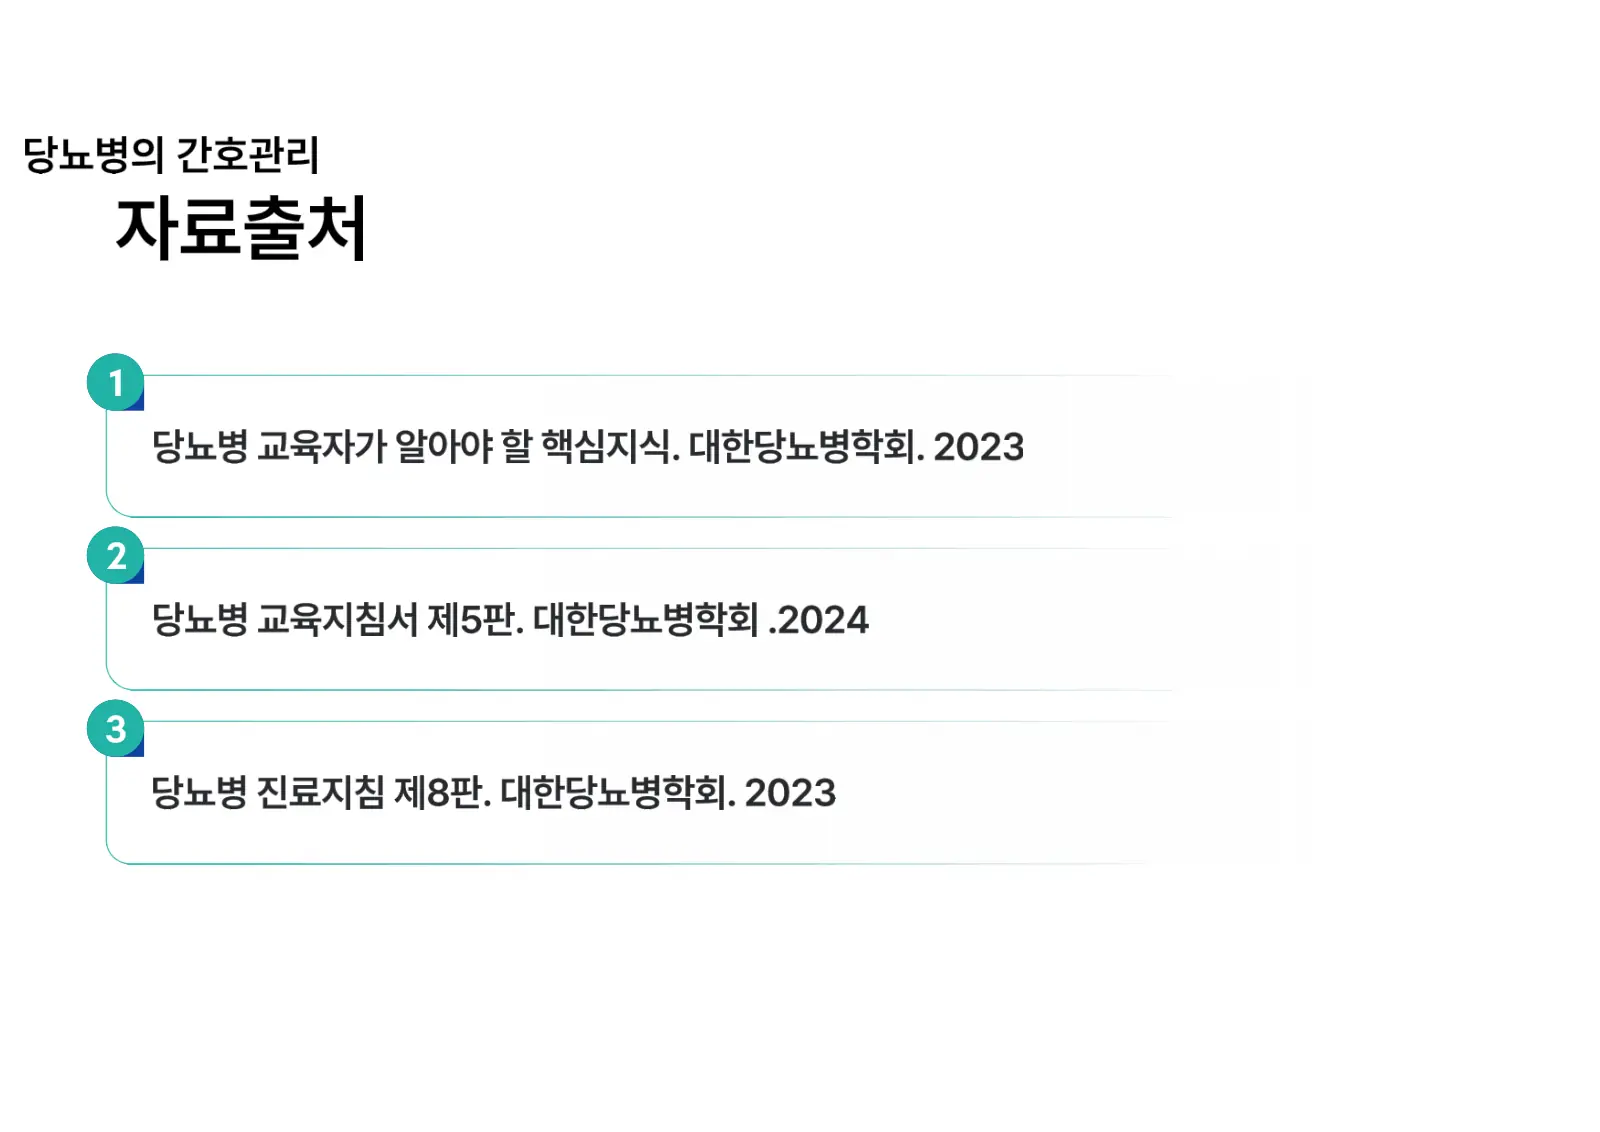 당뇨병의 간호관리
자료출처
1
당뇨병 교육자가 알아야 할 핵심지식. 대한당뇨병학회. 2023
2
당뇨병 교육지침서 제5판. 대한당뇨병학회 .2024
3
당뇨병 진료지침 제8판. 대한당뇨병학회. 2023